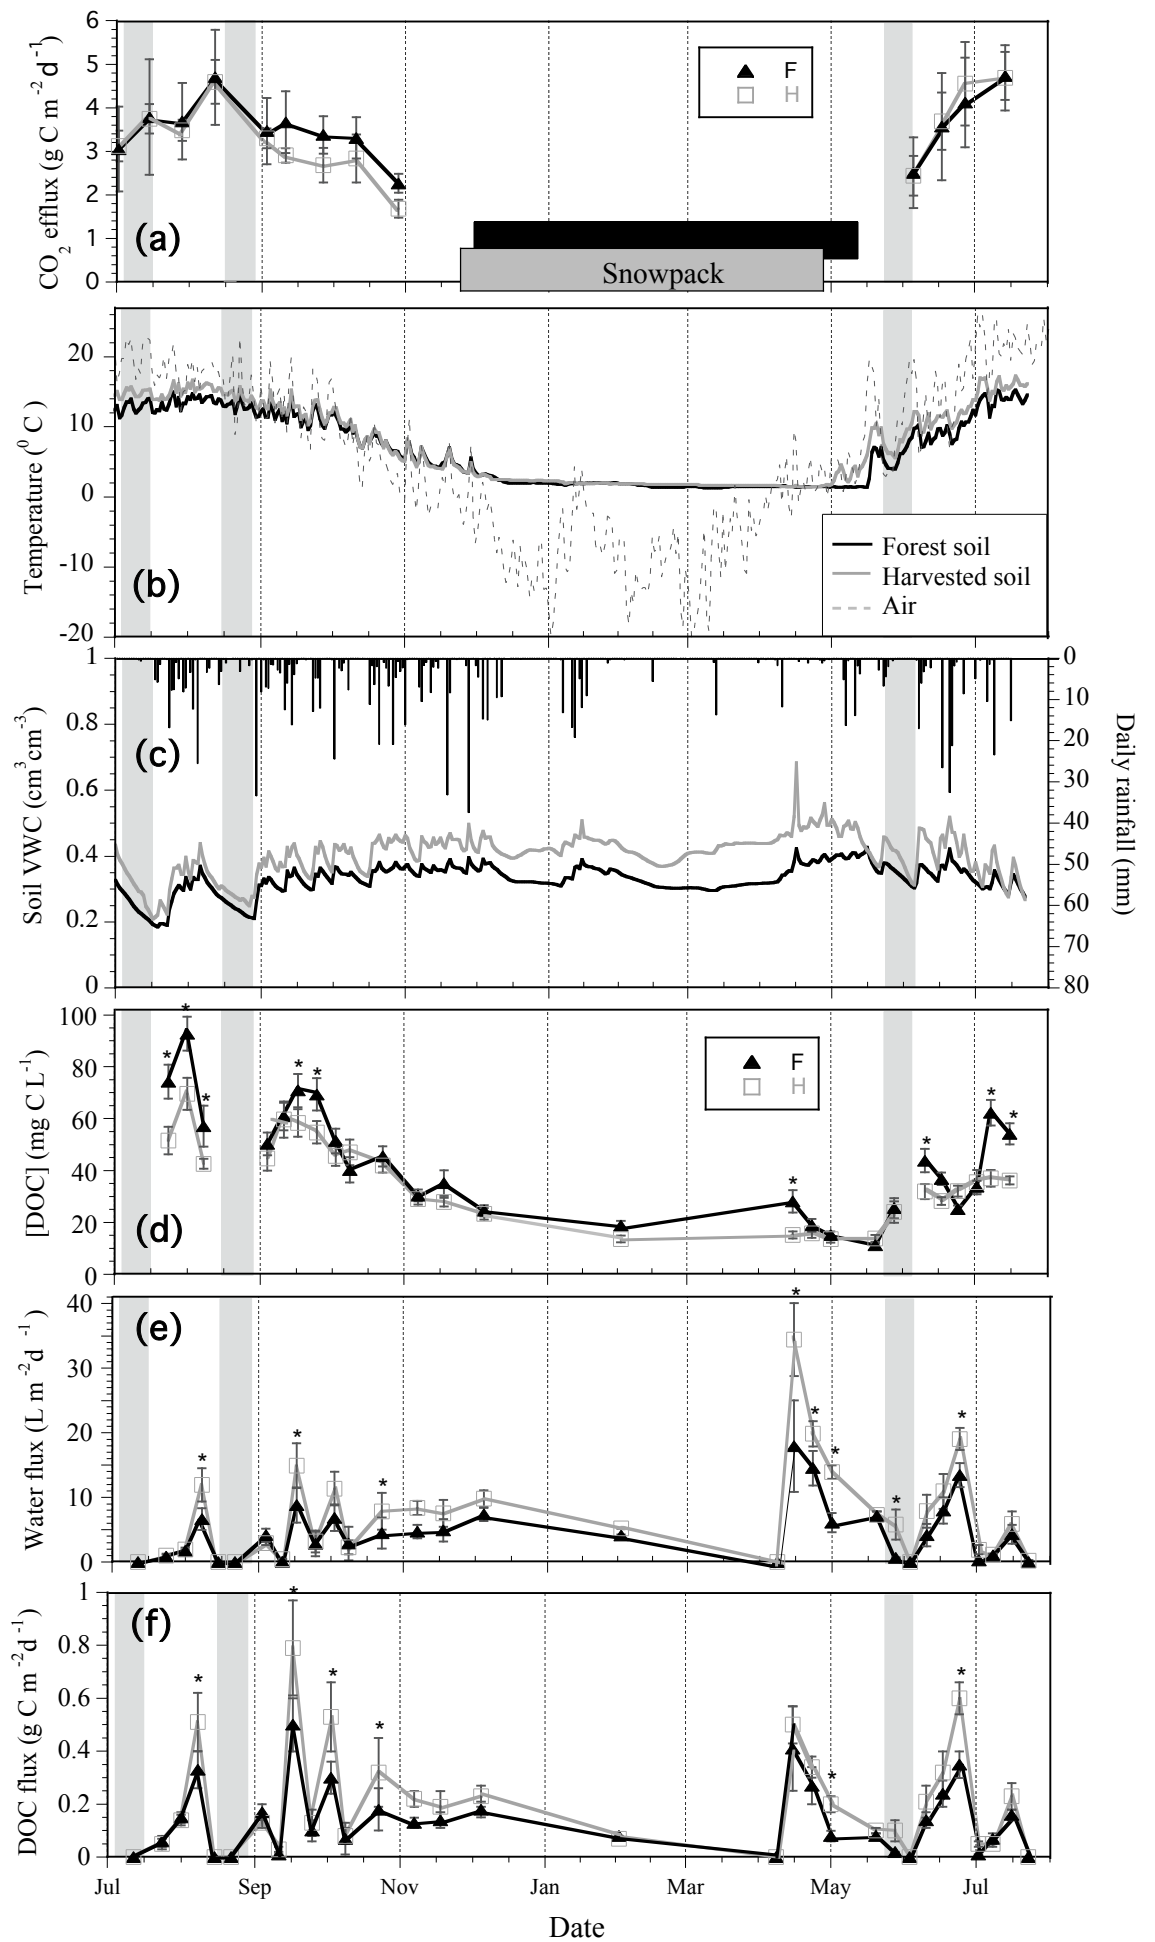 6
5
4
3
2
1
0
CO2 efflux (g C m-2 d-1)
F
H
(a)
Snowpack
20
10
0
-10
-20
Temperature (0 C )
(b)
Forest soil
Harvested soil
Air
1
0.8
0.6
0.4
0.2
0
Soil VWC (cm3 cm-3)
(c)
0
10
20
30
40
50
60
70
80
Daily rainfall (mm)
100
80
60
40
20
0
[DOC] (mg C L-1)
* * *
* *
*
* * *
F
H
(d)
40
30
20
10
0
Water flux (L m-2 d -1)
(e)
* * * * * * * *
1
0.8
0.6
0.4
0.2
0
DOC flux (g C m-2 d-1)
(f)
* * * * * *
Jul Sep Nov Jan Mar May Jul
Date